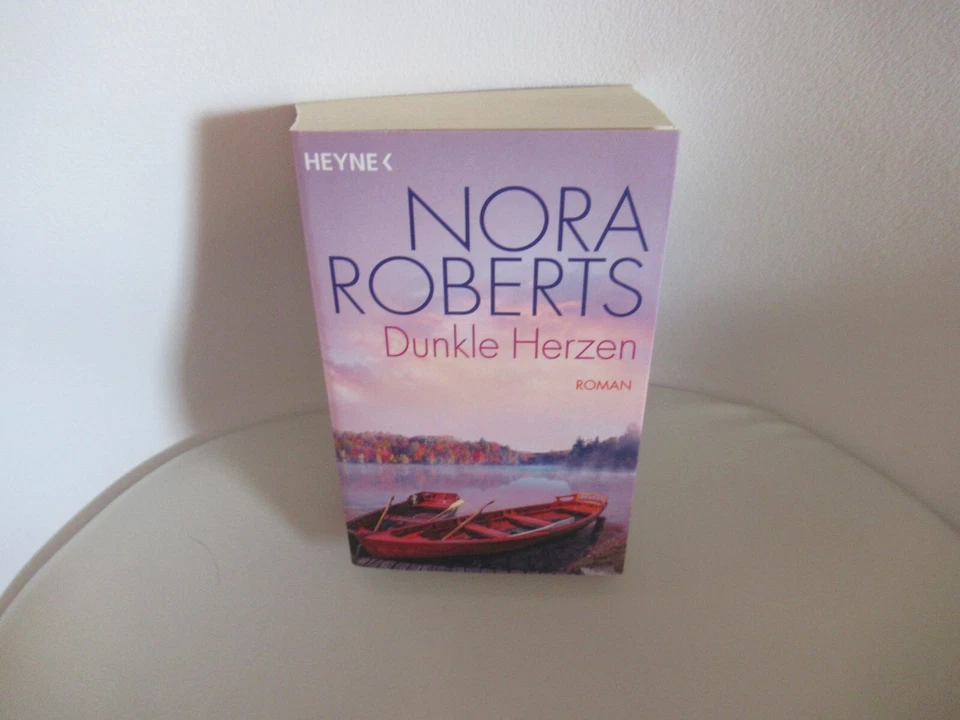 HEYNE<
NORA
ROBERTS
Dunkle Herzen
ROMAN